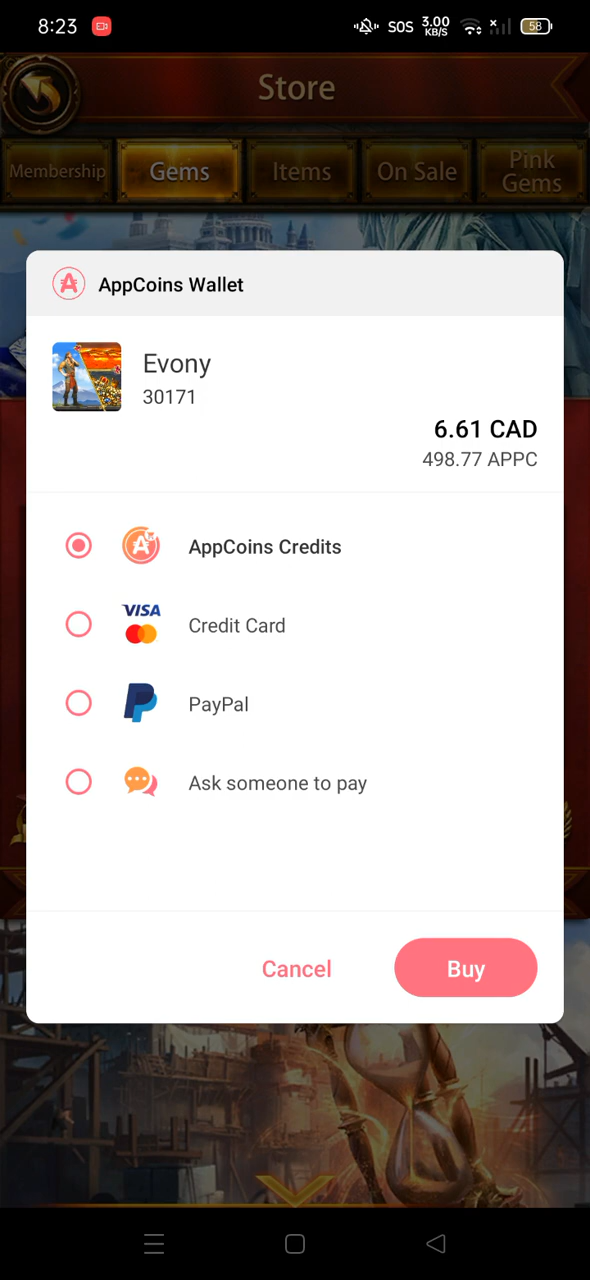 8:23
SOS
3.00
KB/S
58
Store
Membership
Gems
Items
On Sale
Pink
Gems
AppCoins Wallet
Evony
30171
6.61 CAD
498.77 APPC
AppCoins Credits
VISA
Credit Card
PayPal
Ask someone to pay
Cancel
Buy